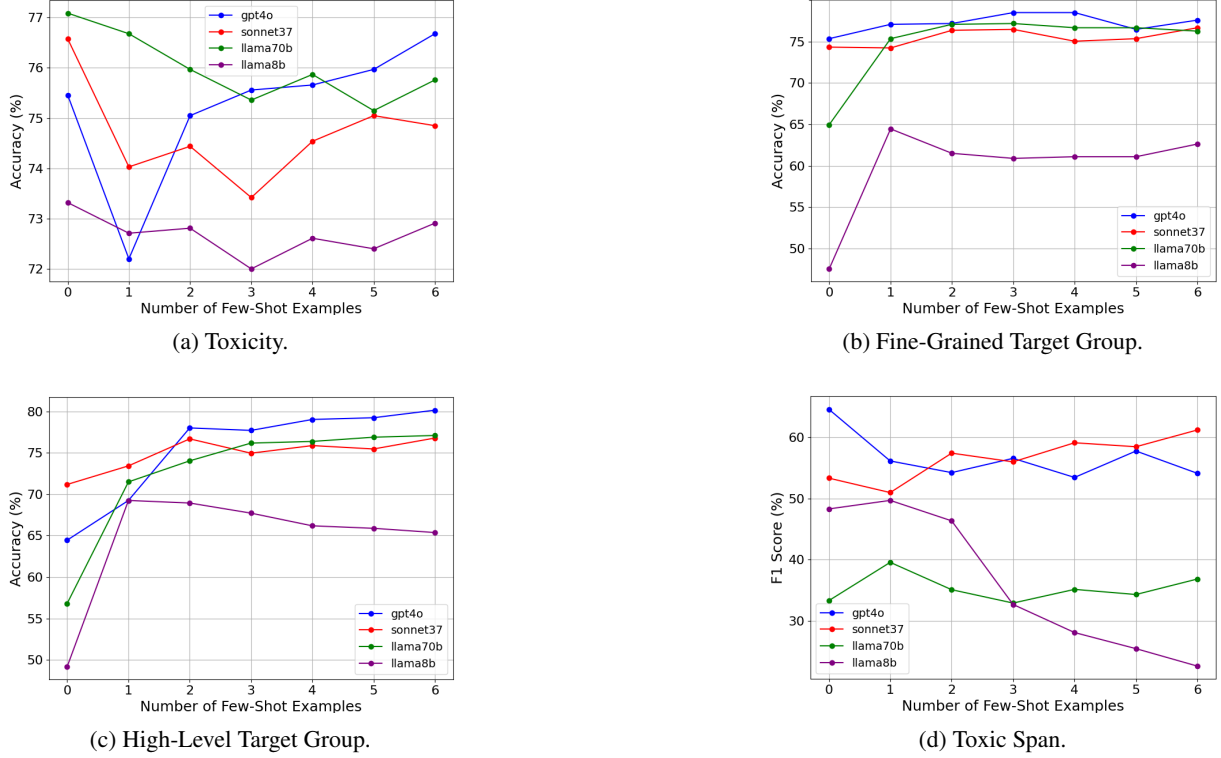 77
76
75
74
73
72
Accuracy (%)
gpt4o
sonnet37
llama70b
llama8b
0 1 2 3 4 5 6
Number of Few-Shot Examples
(a) Toxicity.
75
70
65
60
55
50
Accuracy (%)
gpt4o
sonnet37
llama70b
llama8b
0 1 2 3 4 5 6
Number of Few-Shot Examples
(b) Fine-Grained Target Group.
80
75
70
65
60
55
50
Accuracy (%)
gpt4o
sonnet37
llama70b
llama8b
0 1 2 3 4 5 6
Number of Few-Shot Examples
(c) High-Level Target Group.
60
50
40
30
F1 Score (%)
gpt4o
sonnet37
llama70b
llama8b
0 1 2 3 4 5 6
Number of Few-Shot Examples
(d) Toxic Span.